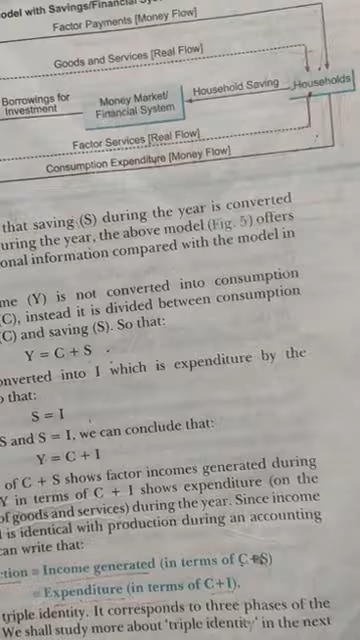 odel with Savings/Financial
Factor Payments [Money Flow]
Goods and Services [Real Flow]
Borrowings for
Investment
Money Market/
Financial System
Household Saving
Households
Factor Services [Real Flow]
Consumption Expenditure [Money Flow]
that saving (S) during the year is converted
uring the year, the above model (Fig. 5) offers
onal information compared with the model in
me (Y) is not converted into consumption
(C), instead it is divided between consumption
(C) and saving (S). So that:
Y = C + S
onverted into I which is expenditure by the
o that:
S = I
S and S = I, we can conclude that:
Y = C + I
of C + S shows factor incomes generated during
Y in terms of C + I shows expenditure (on the
of goods and services) during the year. Since income
is identical with production during an accounting
can write that:
ction ≡ Income generated (in terms of C+S)
≡ Expenditure (in terms of C+I).
triple identity. It corresponds to three phases of the
We shall study more about 'triple identity' in the next